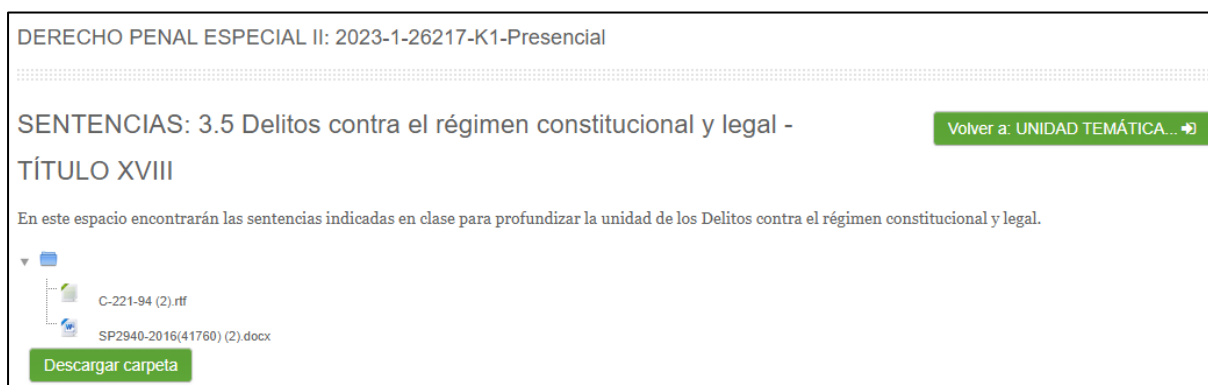 DERECHO PENAL ESPECIAL II: 2023-1-26217-K1-Presencial
SENTENCIAS: 3.5 Delitos contra el régimen constitucional y legal -
TÍTULO XVIII
Volver a: UNIDAD TEMÁTICA...
En este espacio encontrarán las sentencias indicadas en clase para profundizar la unidad de los Delitos contra el régimen constitucional y legal.
C-221-94 (2).rtf
SP2940-2016(41760) (2).docx
Descargar carpeta